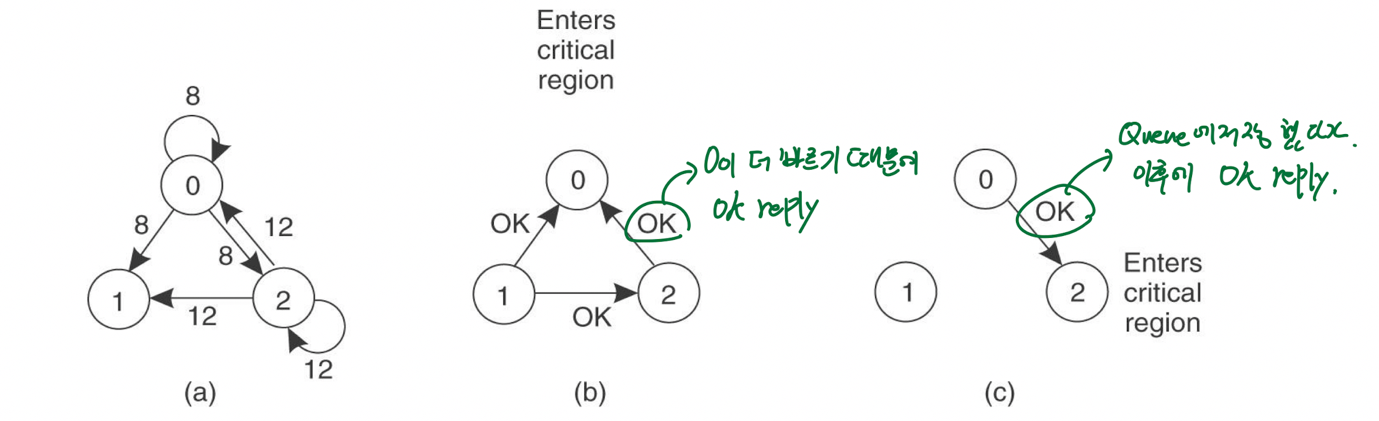 Enters
critical
region
8
0
8
8
12
1
2
12
12
(a)
0
OK
OK
1
2
OK
(b)
0이 더 빠르기 때문에
OK reply
0
OK
1
2
Enters
critical
region
(c)
Queue에 저장 했다가.
이후에 OK reply.